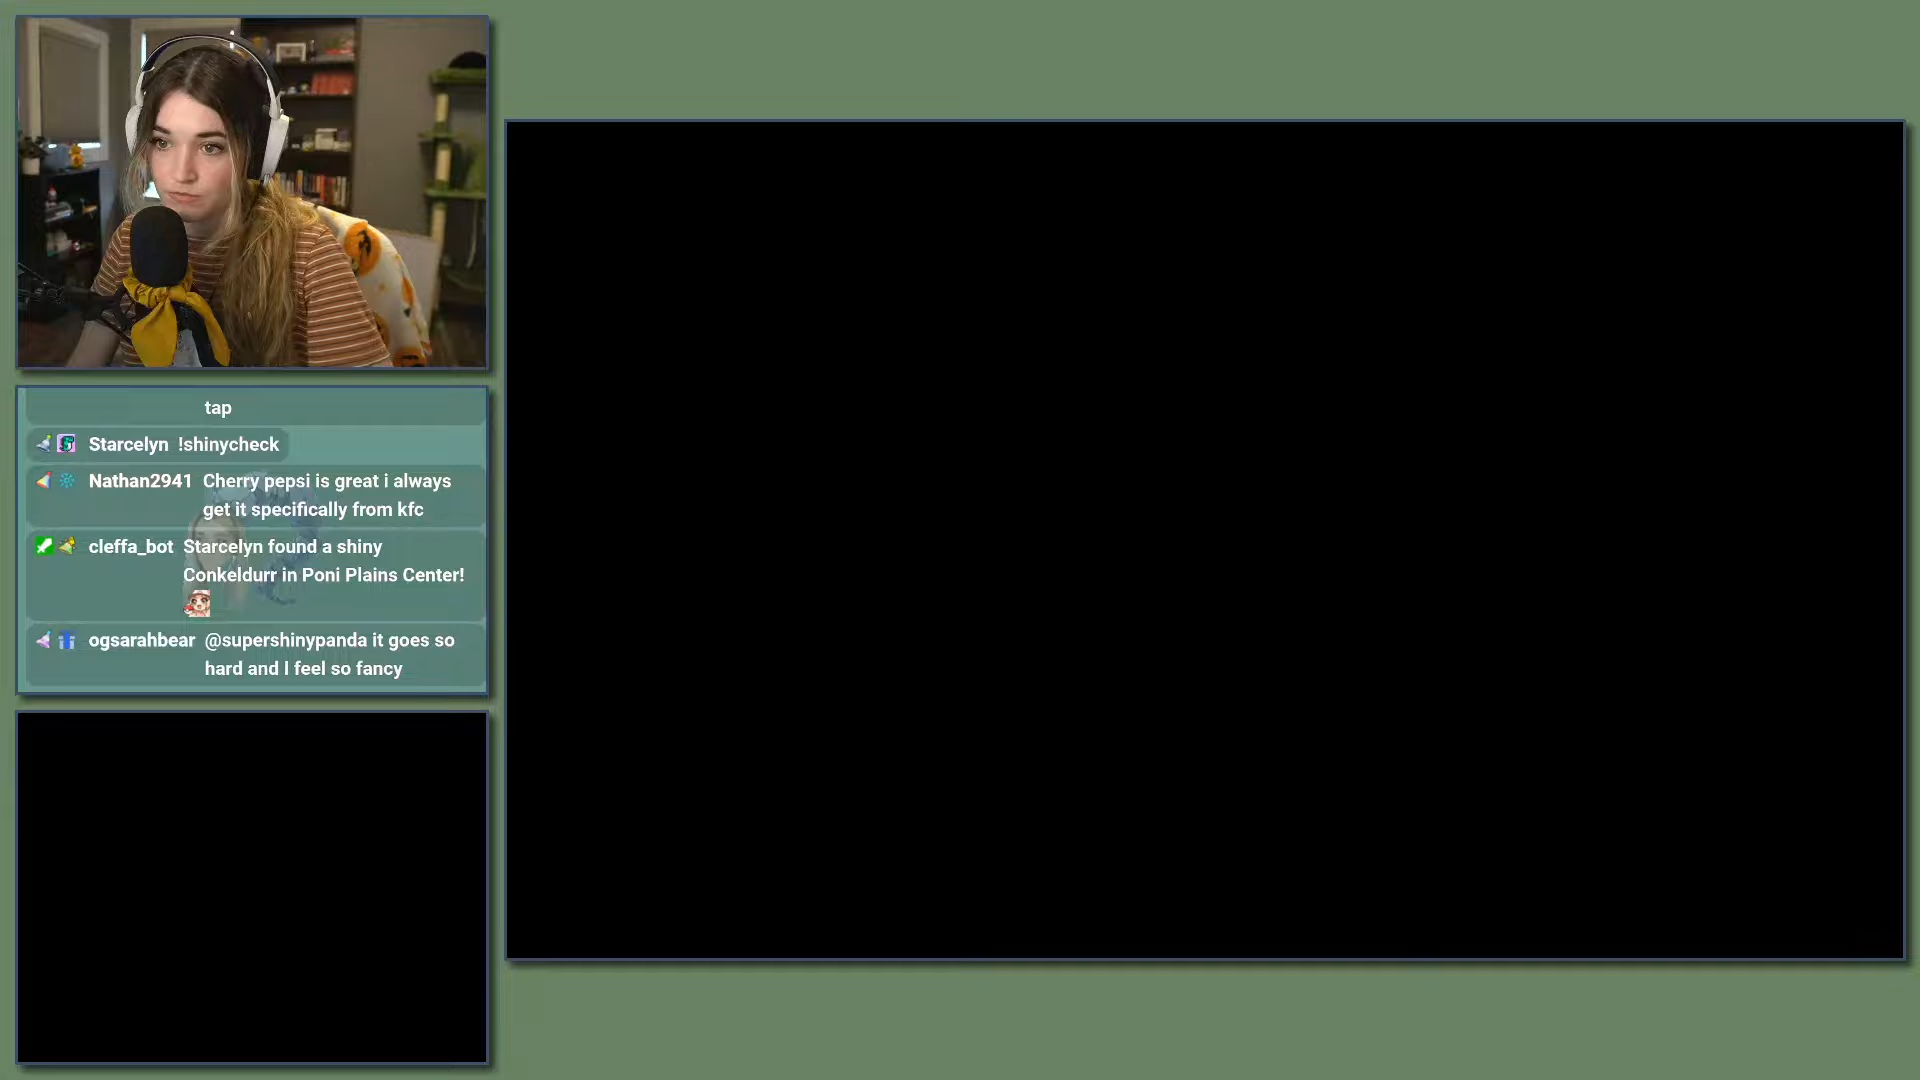 tap
Starcelyn !shinycheck
Nathan2941 Cherry pepsi is great i always
get it specifically from kfc
cleffa_bot Starcelyn found a shiny
Conkeldurr in Poni Plains Center!
ogsarahbear @supershinypanda it goes so
hard and I feel so fancy